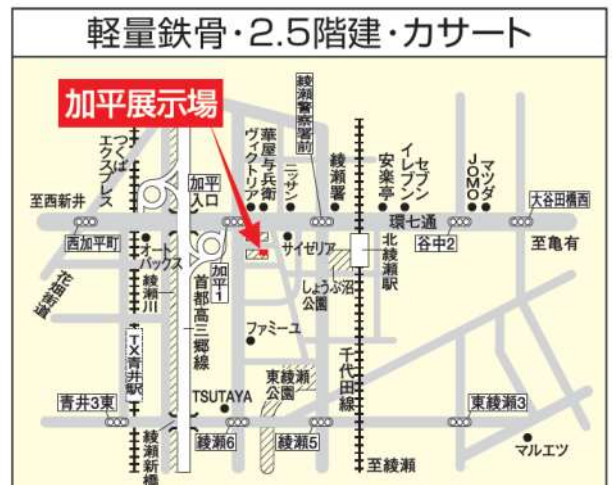 軽量鉄骨・2.5階建・カサート
加平展示場
つくば
エクスプレス
加平
入口
ヴィクトリア
華屋与兵衛
ニッサン
綾瀬警察署前
綾瀬署
安楽亭
セブン
イレブン
JOMO
マツダ
大谷田橋西
至西新井
環七通
西加平町
オート
バックス
加平1
サイゼリア
北綾瀬駅
谷中2
至亀有
花畑街道
綾瀬川
首都高三郷線
しょうぶ沼
公園
ファミーユ
TX青井駅
千代田線
東綾瀬
公園
TSUTAYA
青井3東
東綾瀬3
綾瀬新橋
綾瀬6
綾瀬5
至綾瀬
マルエツ